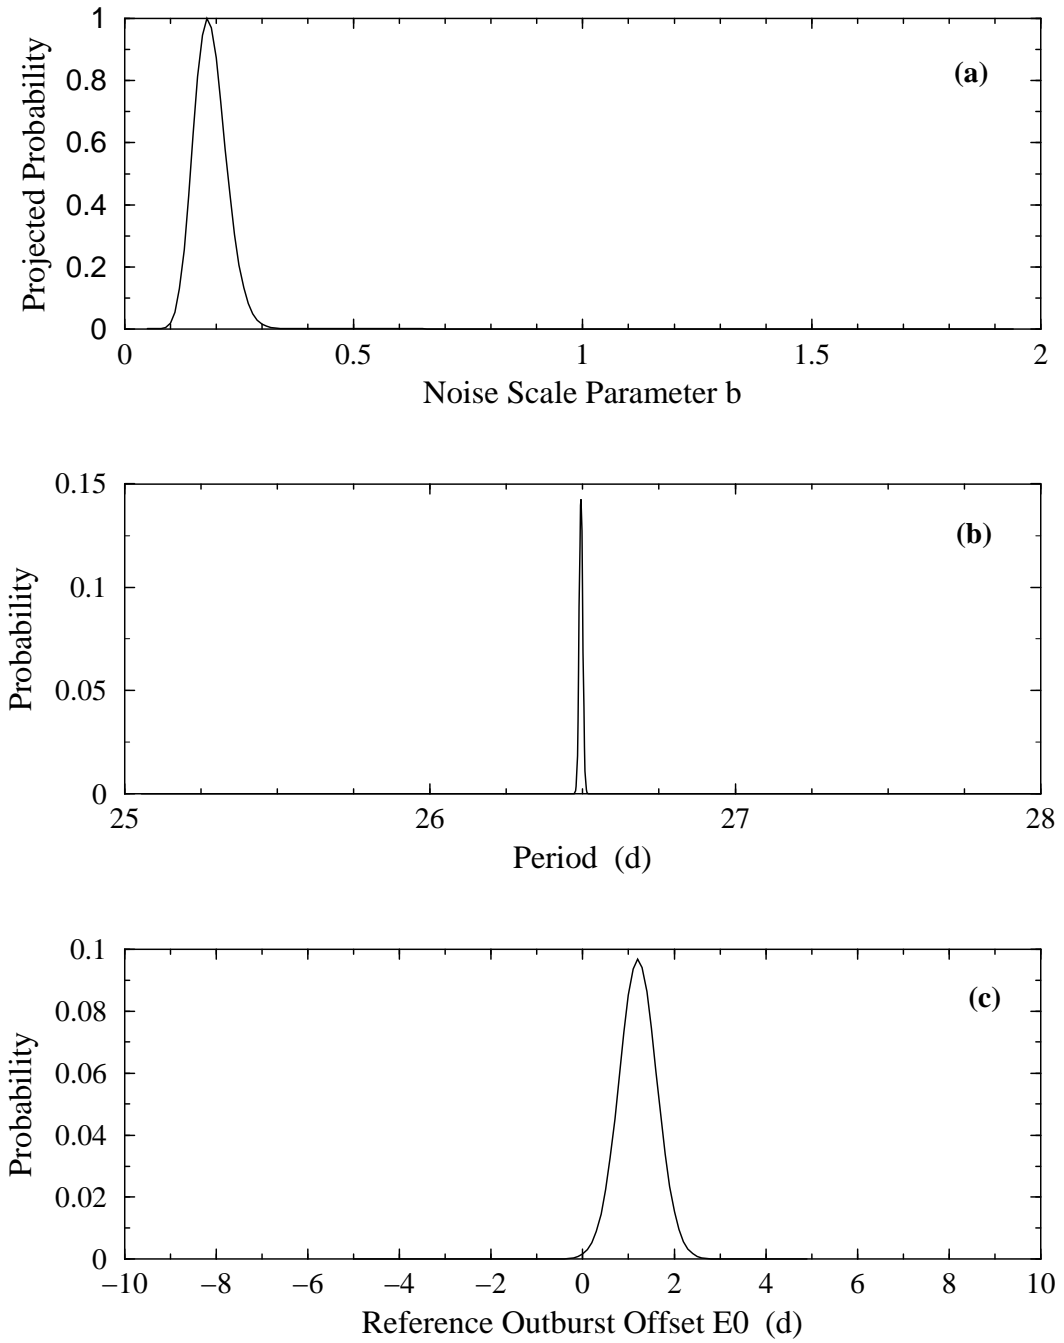 1
0.8
0.6
0.4
0.2
0
Projected Probability
(a)
0 0.5 1 1.5 2
Noise Scale Parameter b
0.15
0.1
0.05
0
Probability
(b)
25 26 27 28
Period (d)
0.1
0.08
0.06
0.04
0.02
0
Probability
(c)
−10 −8 −6 −4 −2 0 2 4 6 8 10
Reference Outburst Offset E0 (d)